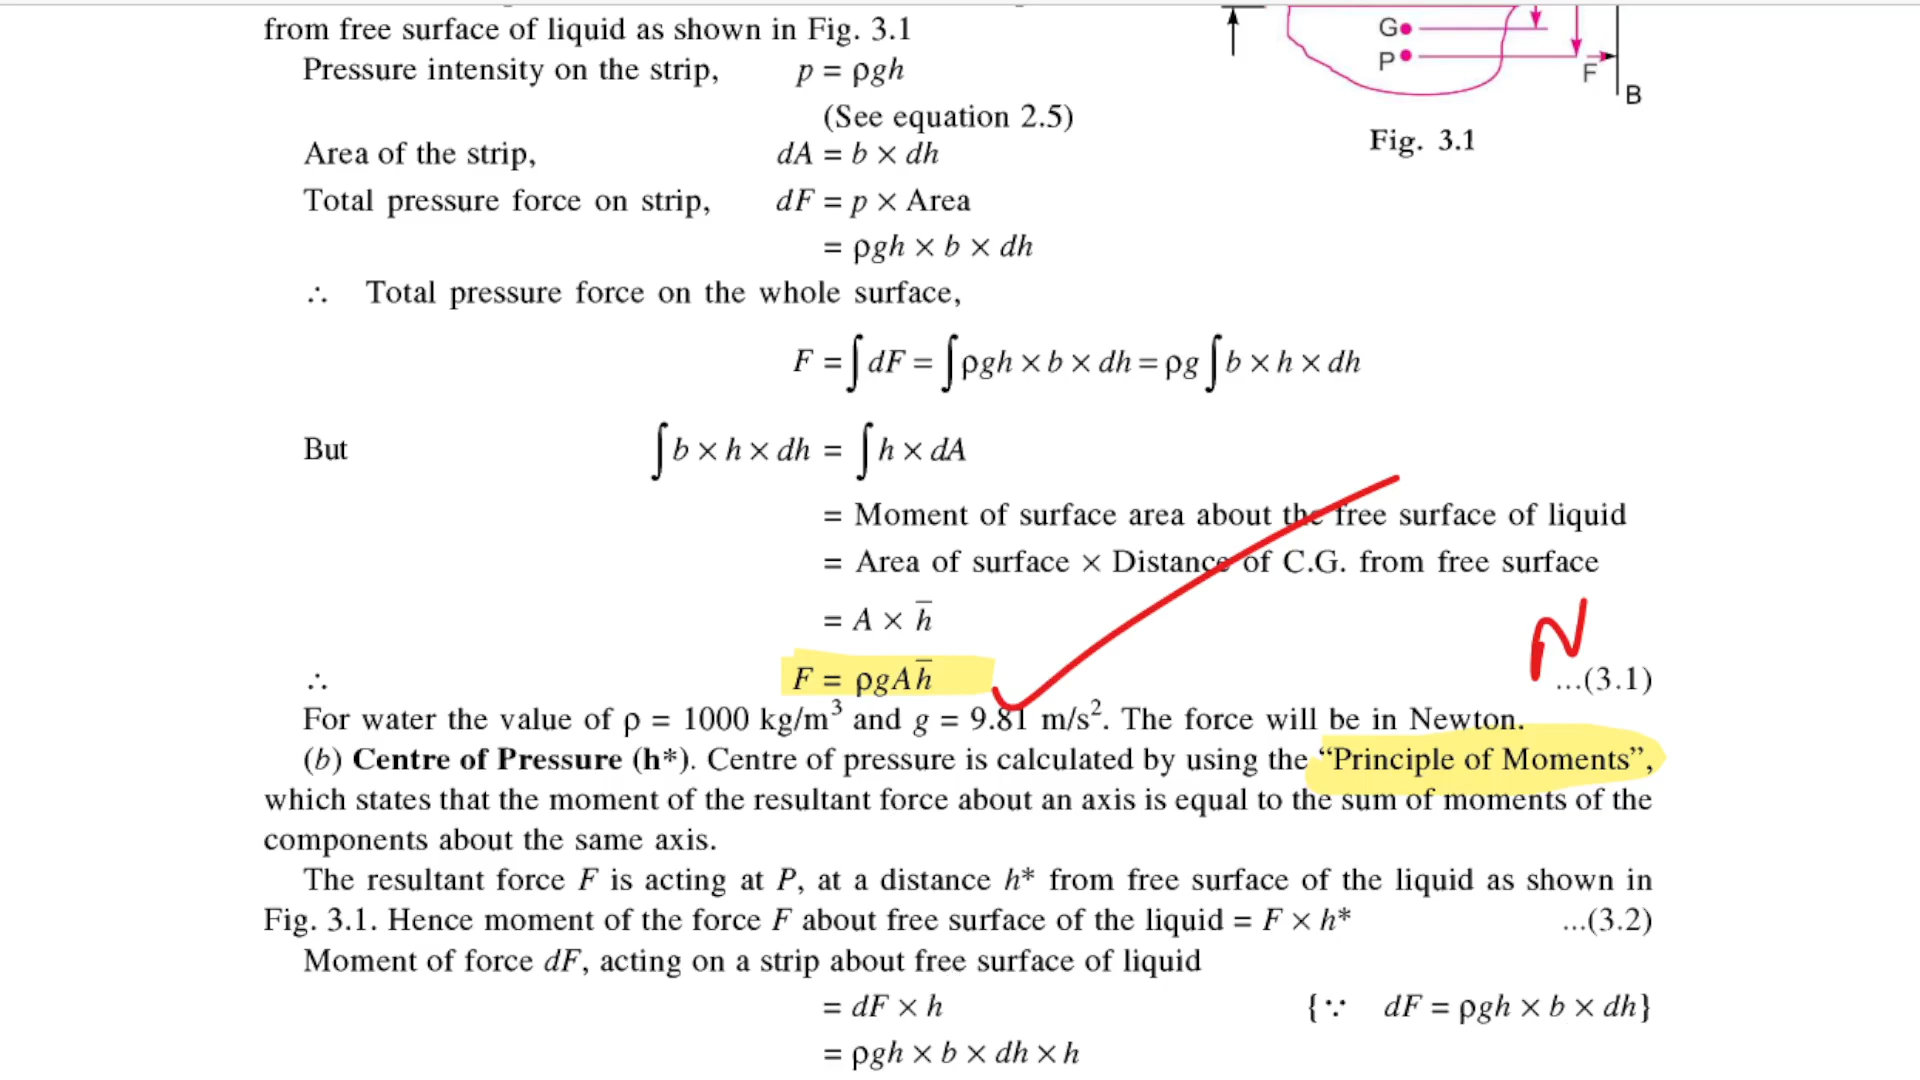 from free surface of liquid as shown in Fig. 3.1
Pressure intensity on the strip, p = ρgh
(See equation 2.5)
Area of the strip, dA = b × dh
Total pressure force on strip, dF = p × Area
= ρgh × b × dh
∴ Total pressure force on the whole surface,
F = ∫ dF = ∫ ρgh × b × dh = ρg ∫ b × h × dh
But ∫ b × h × dh = ∫ h × dA
= Moment of surface area about the free surface of liquid
= Area of surface × Distance of C.G. from free surface
= A × h̅
N
∴ F = ρgAh̅ ...(3.1)
For water the value of ρ = 1000 kg/m³ and g = 9.81 m/s². The force will be in Newton.
(b) Centre of Pressure (h*). Centre of pressure is calculated by using the “Principle of Moments”,
which states that the moment of the resultant force about an axis is equal to the sum of moments of the
components about the same axis.
The resultant force F is acting at P, at a distance h* from free surface of the liquid as shown in
Fig. 3.1. Hence moment of the force F about free surface of the liquid = F × h* ...(3.2)
Moment of force dF, acting on a strip about free surface of liquid
= dF × h {∵ dF = ρgh × b × dh}
= ρgh × b × dh × h
G
P
F
B
Fig. 3.1